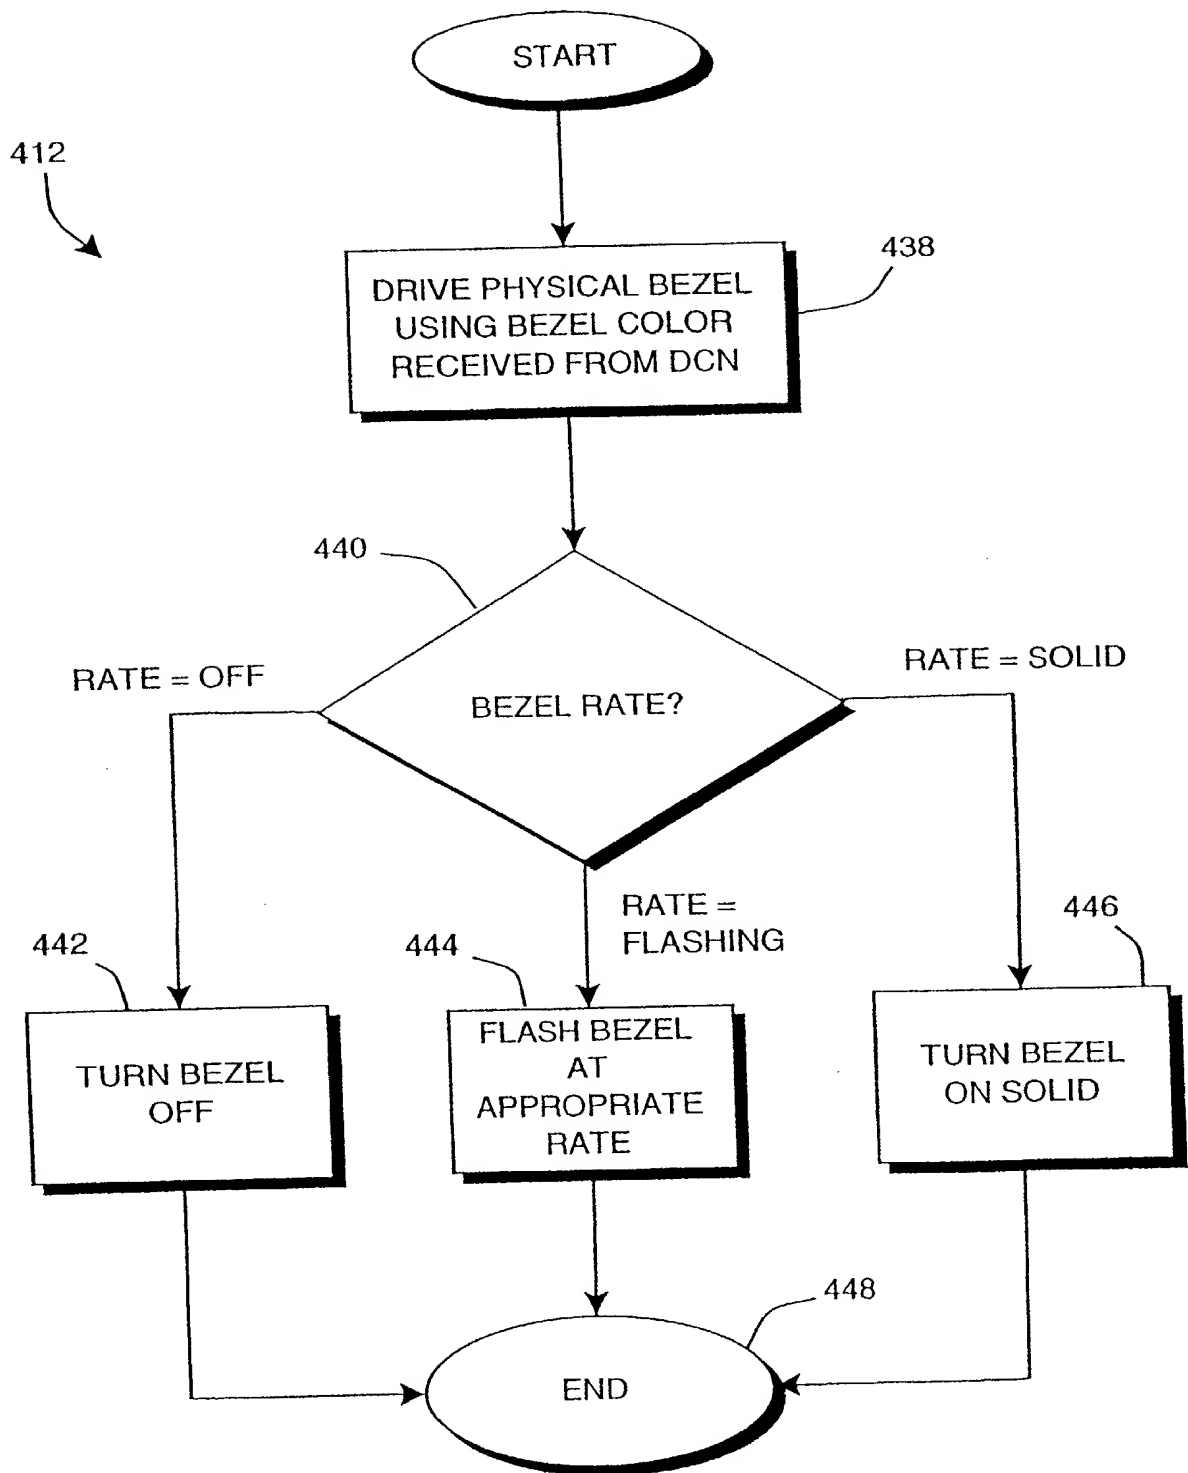 START
412
438
DRIVE PHYSICAL BEZEL
USING BEZEL COLOR
RECEIVED FROM DCN
440
RATE = OFF
BEZEL RATE?
RATE = SOLID
RATE =
FLASHING
442
444
446
TURN BEZEL
OFF
FLASH BEZEL
AT
APPROPRIATE
RATE
TURN BEZEL
ON SOLID
448
END